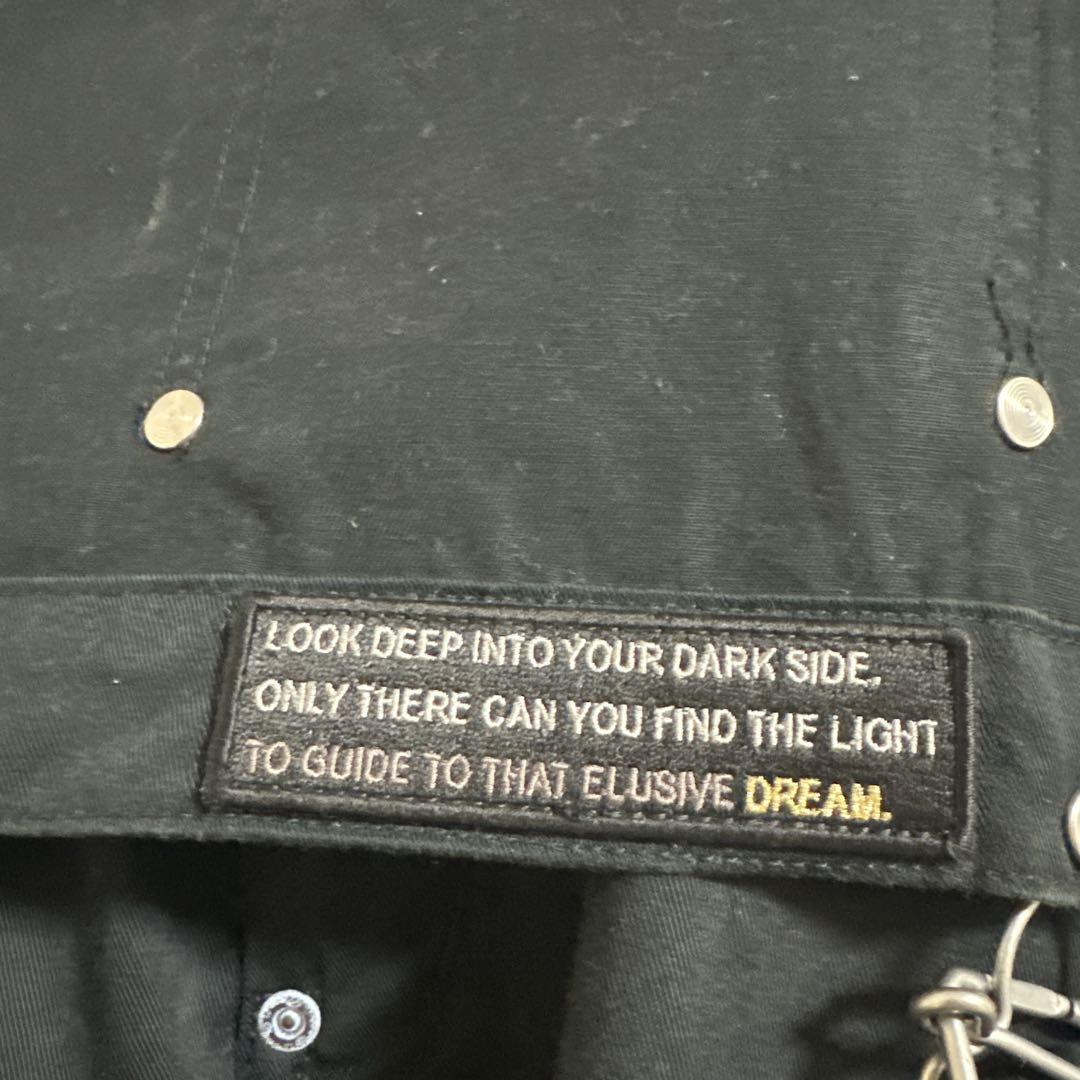 LOOK DEEP INTO YOUR DARK SIDE.
ONLY THERE CAN YOU FIND THE LIGHT
TO GUIDE TO THAT ELUSIVE DREAM.